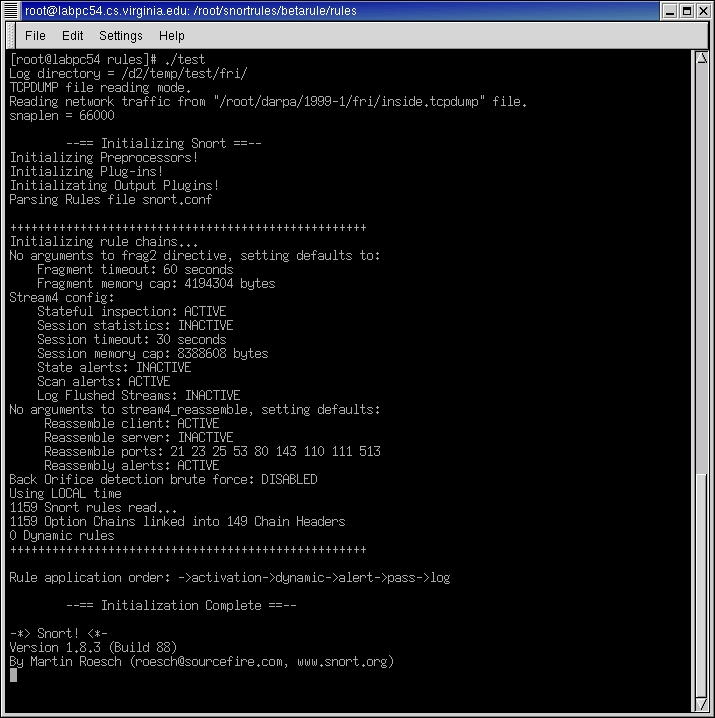 root@labpc54.cs.virginia.edu: /root/snortrules/betarule/rules
File Edit Settings Help
[root@labpc54 rules]# ./test
Log directory = /d2/temp/test/fri/
TCPDUMP file reading mode.
Reading network traffic from "/root/darpa/1999-1/fri/inside.tcpdump" file.
snaplen = 66000
--== Initializing Snort ==--
Initializing Preprocessors!
Initializing Plug-ins!
Initializating Output Plugins!
Parsing Rules file snort.conf
+++++++++++++++++++++++++++++++++++++++++++++++++++
Initializing rule chains...
No arguments to frag2 directive, setting defaults to:
Fragment timeout: 60 seconds
Fragment memory cap: 4194304 bytes
Stream4 config:
Stateful inspection: ACTIVE
Session statistics: INACTIVE
Session timeout: 30 seconds
Session memory cap: 8388608 bytes
State alerts: INACTIVE
Scan alerts: ACTIVE
Log Flushed Streams: INACTIVE
No arguments to stream4_reassemble, setting defaults:
Reassemble client: ACTIVE
Reassemble server: INACTIVE
Reassemble ports: 21 23 25 53 80 143 110 111 513
Reassembly alerts: ACTIVE
Back Orifice detection brute force: DISABLED
Using LOCAL time
1159 Snort rules read...
1159 Option Chains linked into 149 Chain Headers
0 Dynamic rules
+++++++++++++++++++++++++++++++++++++++++++++++++++
Rule application order: ->activation->dynamic->alert->pass->log
--== Initialization Complete ==--
-*> Snort! <*-
Version 1.8.3 (Build 88)
By Martin Roesch (roesch@sourcefire.com, www.snort.org)